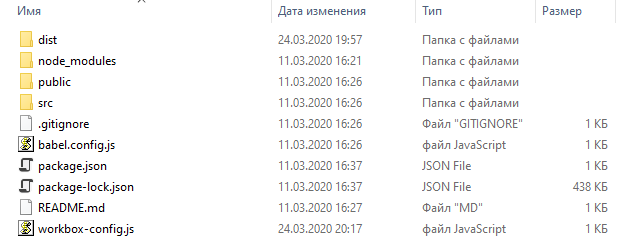 Имя Дата изменения Тип Размер
dist 24.03.2020 19:57 Папка с файлами
node_modules 11.03.2020 16:21 Папка с файлами
public 11.03.2020 16:26 Папка с файлами
src 11.03.2020 16:26 Папка с файлами
.gitignore 11.03.2020 16:26 Файл "GITIGNORE" 1 КБ
babel.config.js 11.03.2020 16:26 файл JavaScript 1 КБ
package.json 11.03.2020 16:37 JSON File 1 КБ
package-lock.json 11.03.2020 16:37 JSON File 438 КБ
README.md 11.03.2020 16:27 Файл "MD" 1 КБ
workbox-config.js 24.03.2020 20:17 файл JavaScript 1 КБ